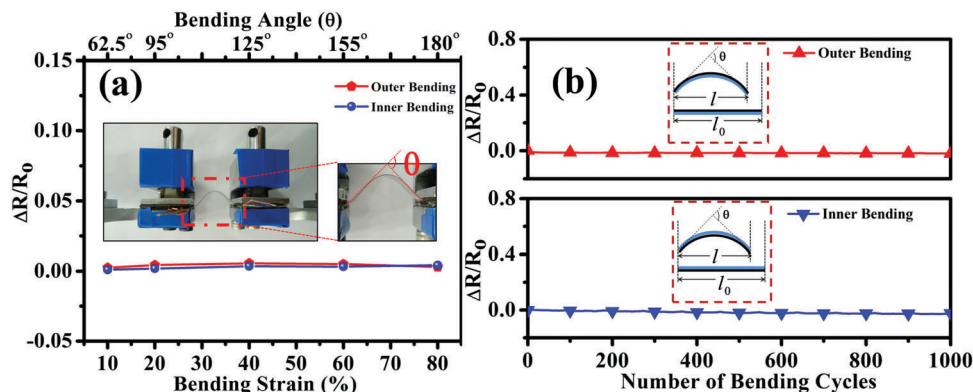 Bending Angle (θ)
62.5° 95° 125° 155° 180°
(a)
Outer Bending
Inner Bending
θ
ΔR/R₀
0.15
0.10
0.05
0.00
-0.05
10 20 30 40 50 60 70 80
Bending Strain (%)
(b)
Outer Bending
θ
l
l₀
ΔR/R₀
0.8
0.4
0.0
Inner Bending
θ
l
l₀
ΔR/R₀
0.8
0.4
0.0
0 200 400 600 800 1000
Number of Bending Cycles